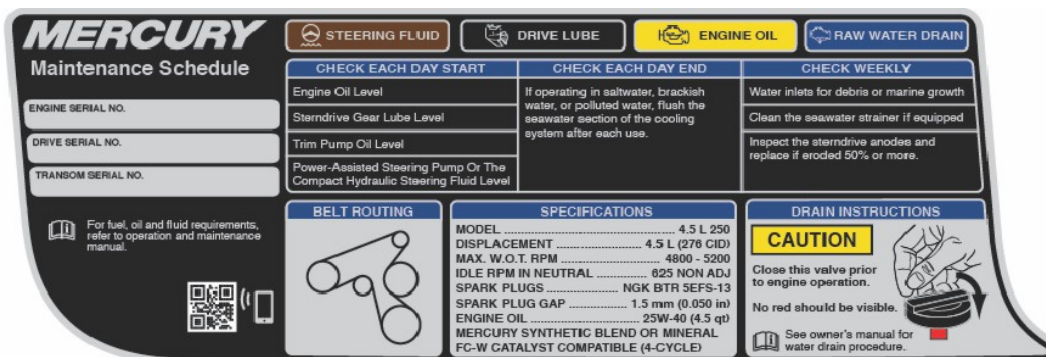 MERCURY
Maintenance Schedule
ENGINE SERIAL NO.
DRIVE SERIAL NO.
TRANSOM SERIAL NO.
For fuel, oil and fluid requirements,
refer to operation and maintenance
manual.
STEERING FLUID
DRIVE LUBE
ENGINE OIL
RAW WATER DRAIN
CHECK EACH DAY START
Engine Oil Level
Sterndrive Gear Lube Level
Trim Pump Oil Level
Power-Assisted Steering Pump Or The
Compact Hydraulic Steering Fluid Level
CHECK EACH DAY END
If operating in saltwater, brackish
water, or polluted water, flush the
seawater section of the cooling
system after each use.
CHECK WEEKLY
Water inlets for debris or marine growth
Clean the seawater strainer if equipped
Inspect the sterndrive anodes and
replace if eroded 50% or more.
BELT ROUTING
SPECIFICATIONS
MODEL ........................................ 4.5 L 250
DISPLACEMENT ..................... 4.5 L (276 CID)
MAX. W.O.T. RPM ..................... 4800 - 5200
IDLE RPM IN NEUTRAL ............ 625 NON ADJ
SPARK PLUGS .................. NGK BTR 5EFS-13
SPARK PLUG GAP ............. 1.5 mm (0.050 in)
ENGINE OIL ....................... 25W-40 (4.5 qt)
MERCURY SYNTHETIC BLEND OR MINERAL
FC-W CATALYST COMPATIBLE (4-CYCLE)
DRAIN INSTRUCTIONS
CAUTION
Close this valve prior
to engine operation.
No red should be visible.
See owner's manual for
water drain procedure.